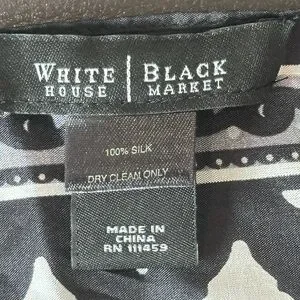 WHITE | BLACK
HOUSE | MARKET
100% SILK
DRY CLEAN ONLY
MADE IN
CHINA
RN 111459